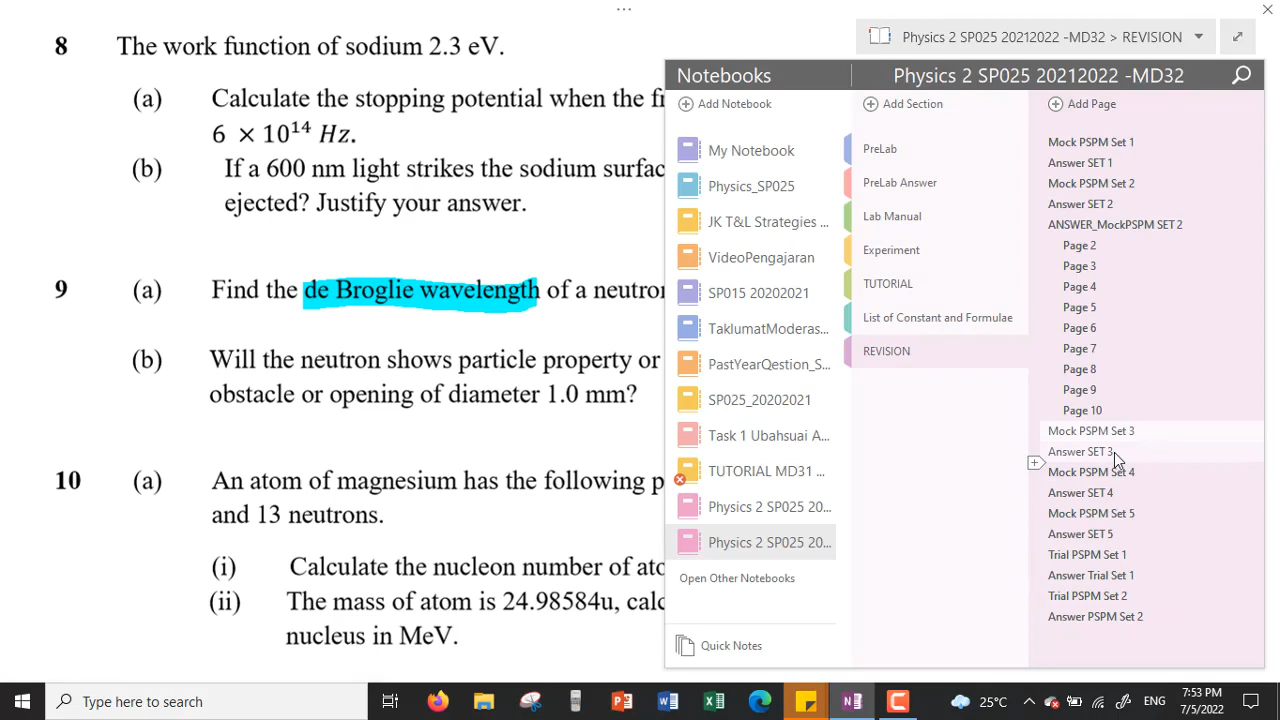 8 The work function of sodium 2.3 eV.
(a) Calculate the stopping potential when the fr
6 × 10¹⁴ Hz.
(b) If a 600 nm light strikes the sodium surfac
ejected? Justify your answer.
9 (a) Find the de Broglie wavelength of a neutron
(b) Will the neutron shows particle property or
obstacle or opening of diameter 1.0 mm?
10 (a) An atom of magnesium has the following p
and 13 neutrons.
(i) Calculate the nucleon number of ato
(ii) The mass of atom is 24.98584u, calc
nucleus in MeV.
...
Physics 2 SP025 20212022 -MD32 > REVISION
Notebooks
Physics 2 SP025 20212022 -MD32
Add Notebook
My Notebook
Physics_SP025
JK T&L Strategies ...
VideoPengajaran
SP015 20202021
TaklumatModeras...
PastYearQestion_S...
SP025_20202021
Task 1 Ubahsuai A...
TUTORIAL MD31 ...
Physics 2 SP025 20...
Physics 2 SP025 20...
Open Other Notebooks
Quick Notes
Add Section
PreLab
PreLab Answer
Lab Manual
Experiment
TUTORIAL
List of Constant and Formulae
REVISION
Add Page
Mock PSPM Set 1
Answer SET 1
Mock PSPM Set 2
Answer SET 2
ANSWER_MockPSPM SET 2
Page 2
Page 3
Page 4
Page 5
Page 6
Page 7
Page 8
Page 9
Page 10
Mock PSPM Set 3
Answer SET 3
Mock PSPM Set 4
Answer SET 4
Mock PSPM Set 5
Answer SET 5
Trial PSPM Set 1
Answer Trial Set 1
Trial PSPM Set 2
Answer PSPM Set 2
Type here to search
25°C
ENG
7:53 PM
7/5/2022